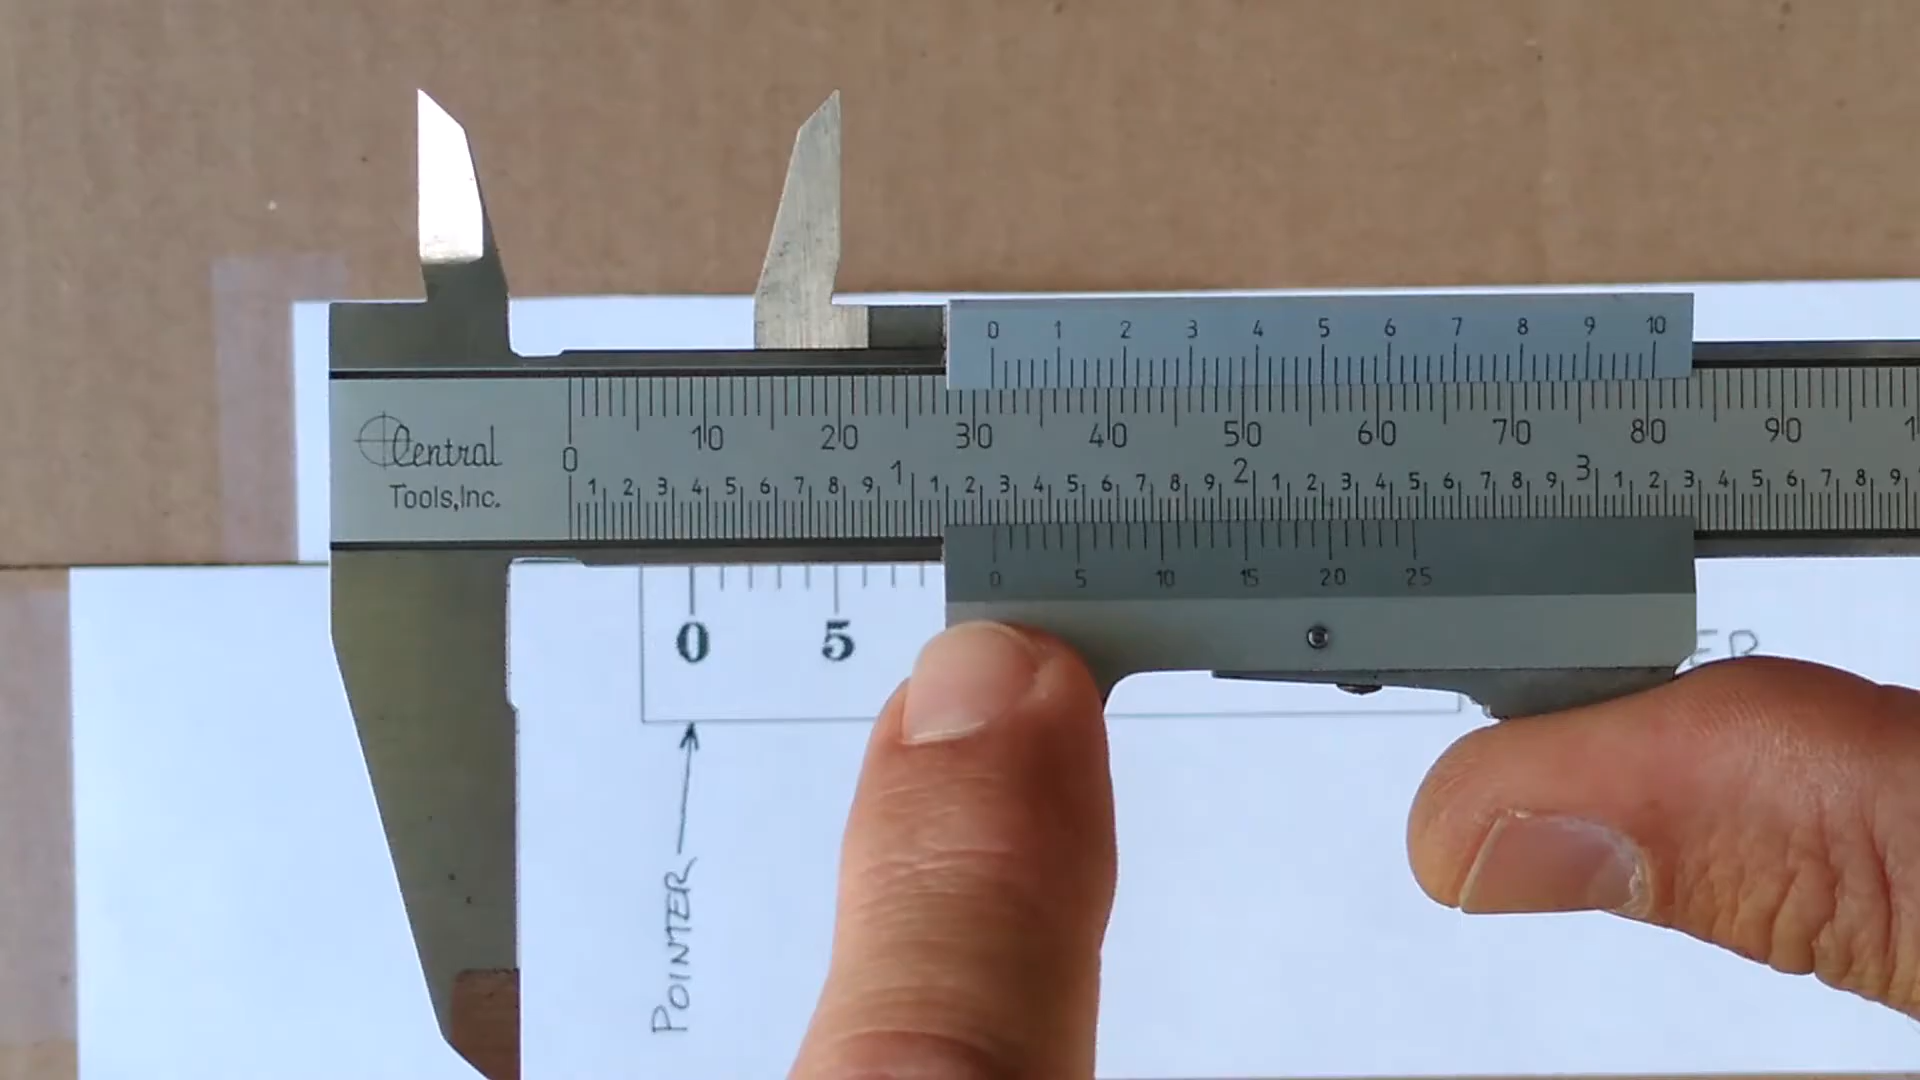 0 1 2 3 4 5 6 7 8 9 10
0 10 20 30 40 50 60 70 80 90 1
Central
Tools,Inc.
1 2 3 4 5 6 7 8 9 1 1 2 3 4 5 6 7 8 9 2 1 2 3 4 5 6 7 8 9 3 1 2 3 4 5 6 7 8 9
0 5 10 15 20 25
0 5
ER
POINTER